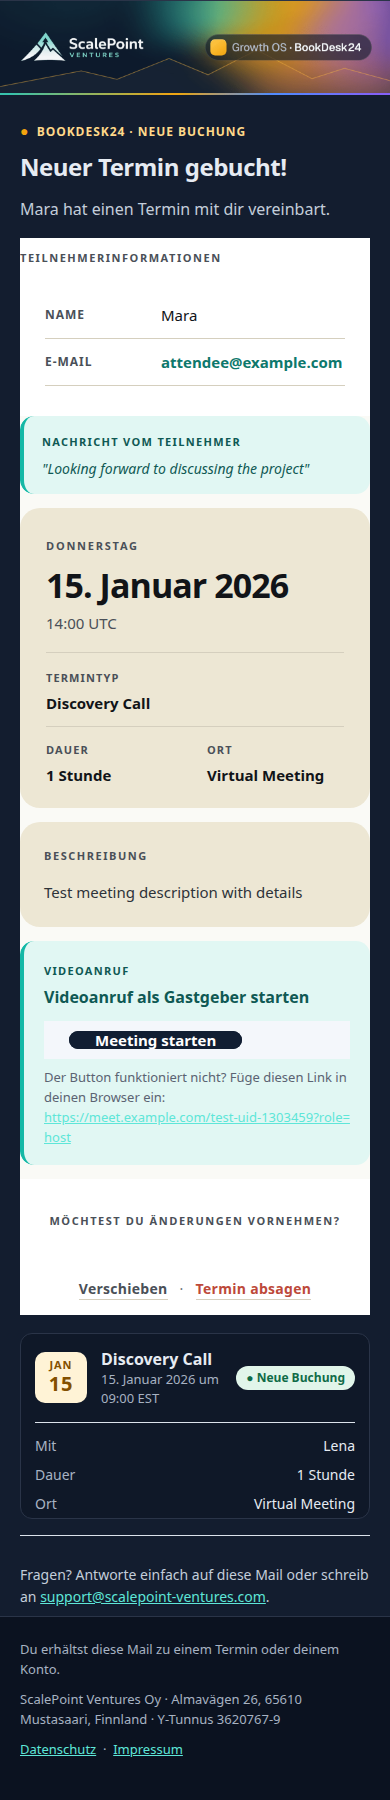 ScalePoint
VENTURES
Growth OS · BookDesk24
● BOOKDESK24 · NEUE BUCHUNG
Neuer Termin gebucht!
Mara hat einen Termin mit dir vereinbart.
TEILNEHMERINFORMATIONEN
NAME Mara
E-MAIL attendee@example.com
NACHRICHT VOM TEILNEHMER
"Looking forward to discussing the project"
DONNERSTAG
15. Januar 2026
14:00 UTC
TERMINTYP
Discovery Call
DAUER ORT
1 Stunde Virtual Meeting
BESCHREIBUNG
Test meeting description with details
VIDEOANRUF
Videoanruf als Gastgeber starten
Meeting starten
Der Button funktioniert nicht? Füge diesen Link in
deinen Browser ein:
https://meet.example.com/test-uid-1303459?role=
host
MÖCHTEST DU ÄNDERUNGEN VORNEHMEN?
Verschieben · Termin absagen
JAN
15
Discovery Call
15. Januar 2026 um
09:00 EST
● Neue Buchung
Mit Lena
Dauer 1 Stunde
Ort Virtual Meeting
Fragen? Antworte einfach auf diese Mail oder schreib
an support@scalepoint-ventures.com.
Du erhältst diese Mail zu einem Termin oder deinem
Konto.
ScalePoint Ventures Oy · Almavägen 26, 65610
Mustasaari, Finnland · Y-Tunnus 3620767-9
Datenschutz · Impressum